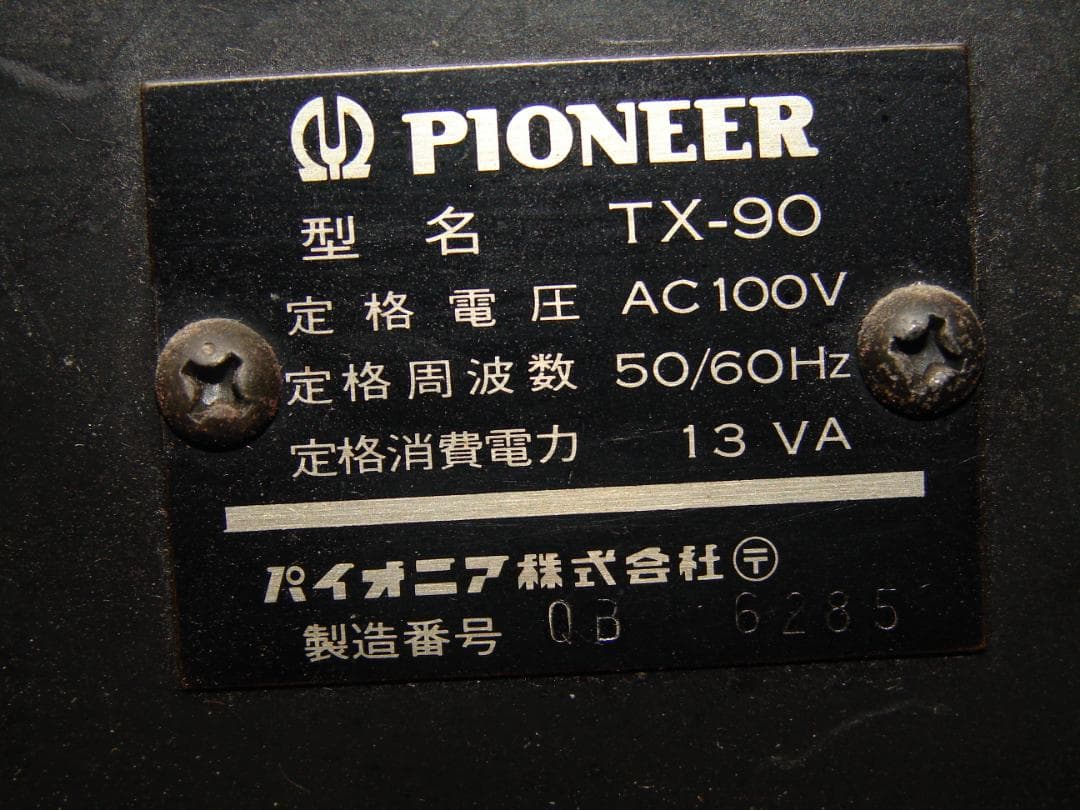 PIONEER
型名 TX-90
定格電圧 AC100V
定格周波数 50/60Hz
定格消費電力 13 VA
パイオニア株式会社〶
製造番号 QB 6285